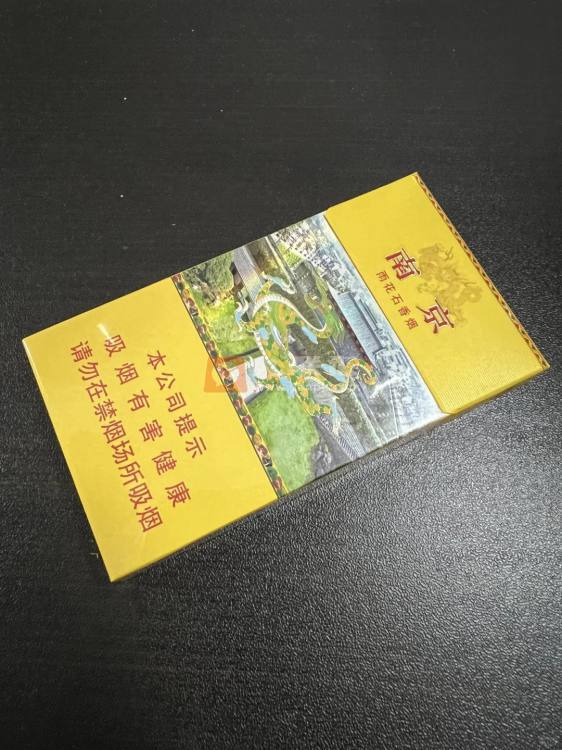 南京
雨花石香烟
本公司提示
吸烟有害健康
请勿在禁烟场所吸烟